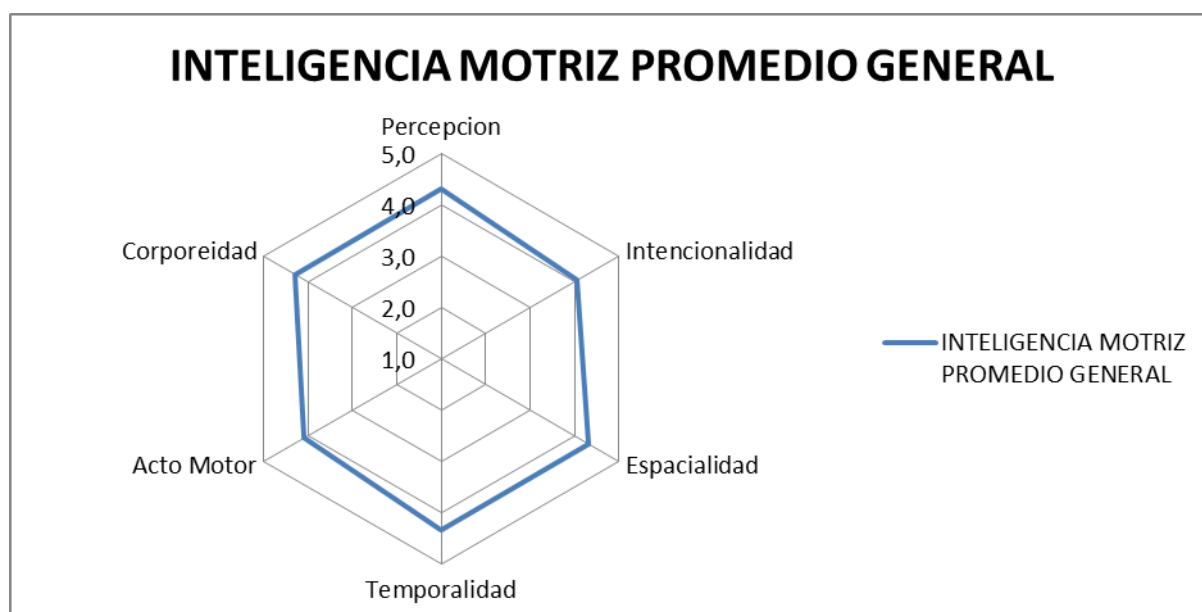 INTELIGENCIA MOTRIZ PROMEDIO GENERAL
Percepcion
5,0
4,0
3,0
2,0
1,0
Corporeidad
Intencionalidad
INTELIGENCIA MOTRIZ
PROMEDIO GENERAL
Acto Motor
Espacialidad
Temporalidad